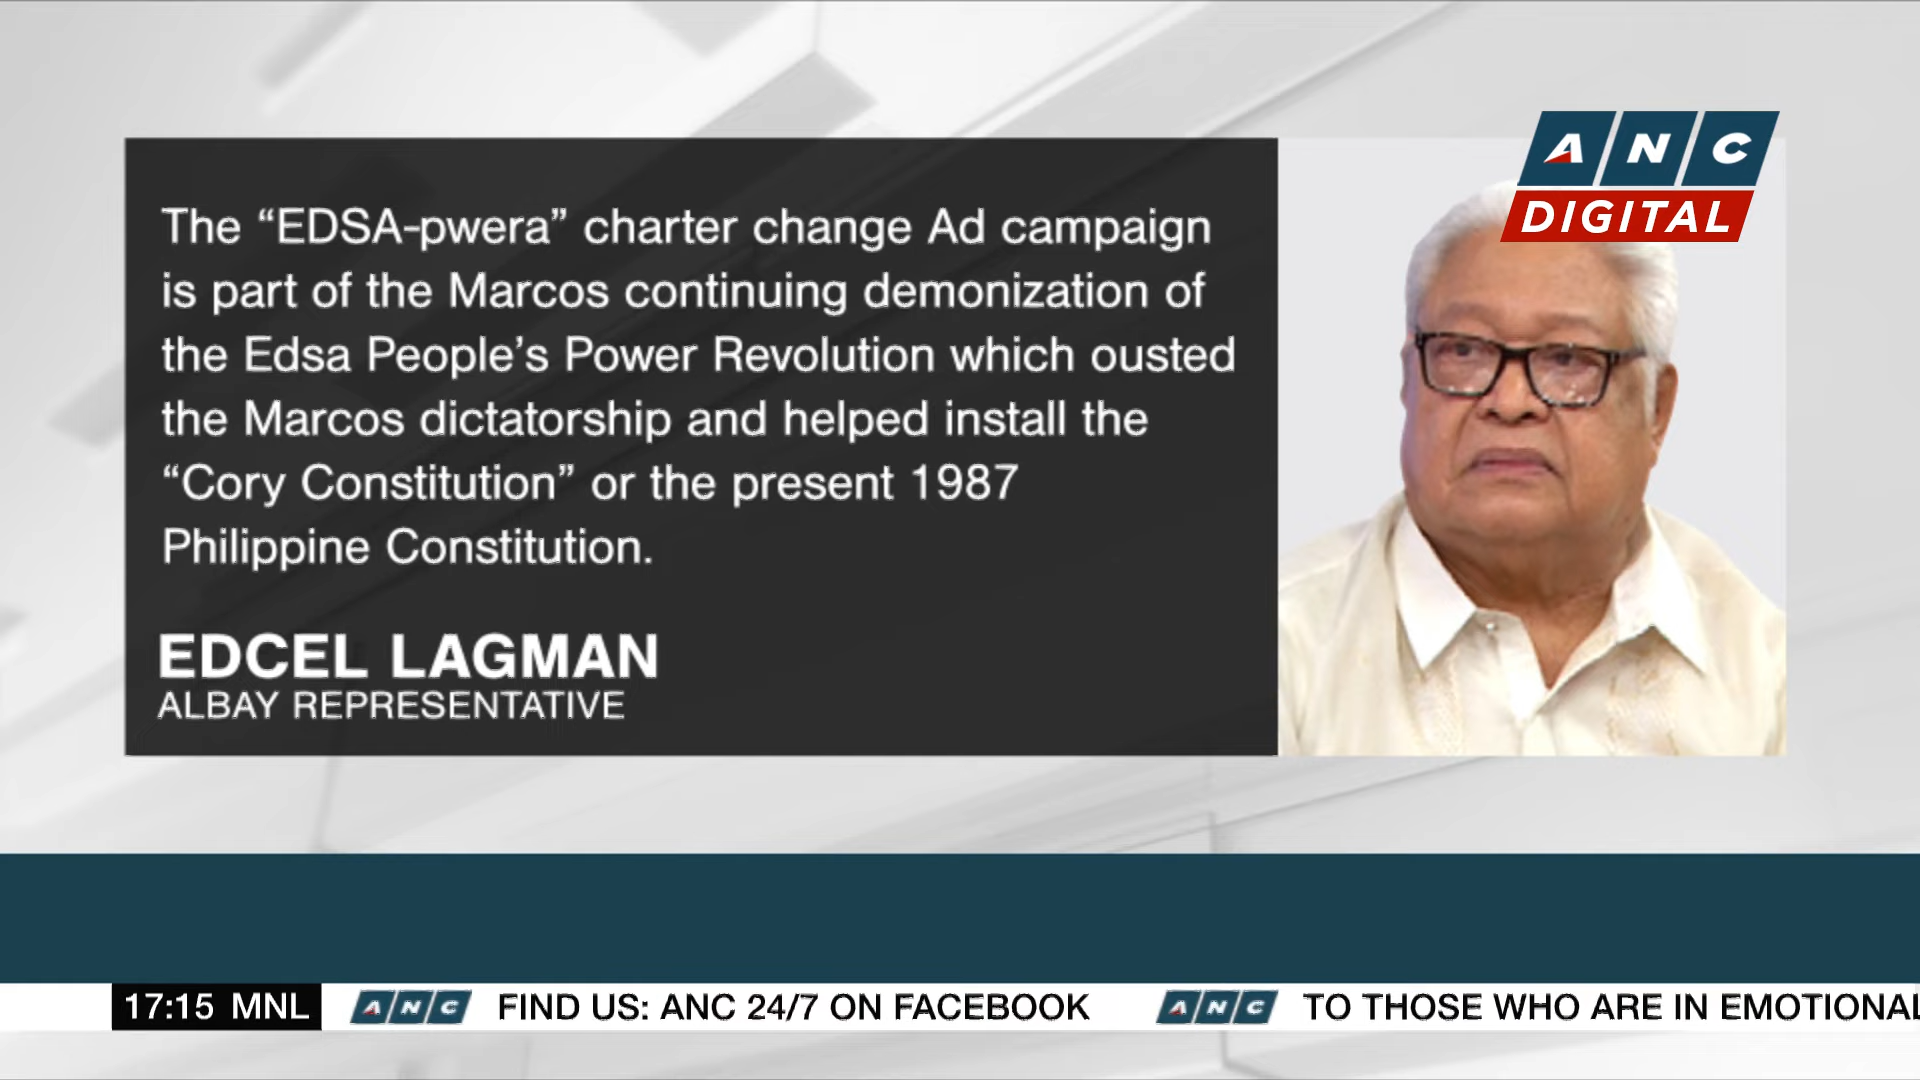 ANC
DIGITAL
The “EDSA-pwera” charter change Ad campaign
is part of the Marcos continuing demonization of
the Edsa People’s Power Revolution which ousted
the Marcos dictatorship and helped install the
“Cory Constitution” or the present 1987
Philippine Constitution.
EDCEL LAGMAN
ALBAY REPRESENTATIVE
17:15 MNL ANC FIND US: ANC 24/7 ON FACEBOOK ANC TO THOSE WHO ARE IN EMOTIONAL